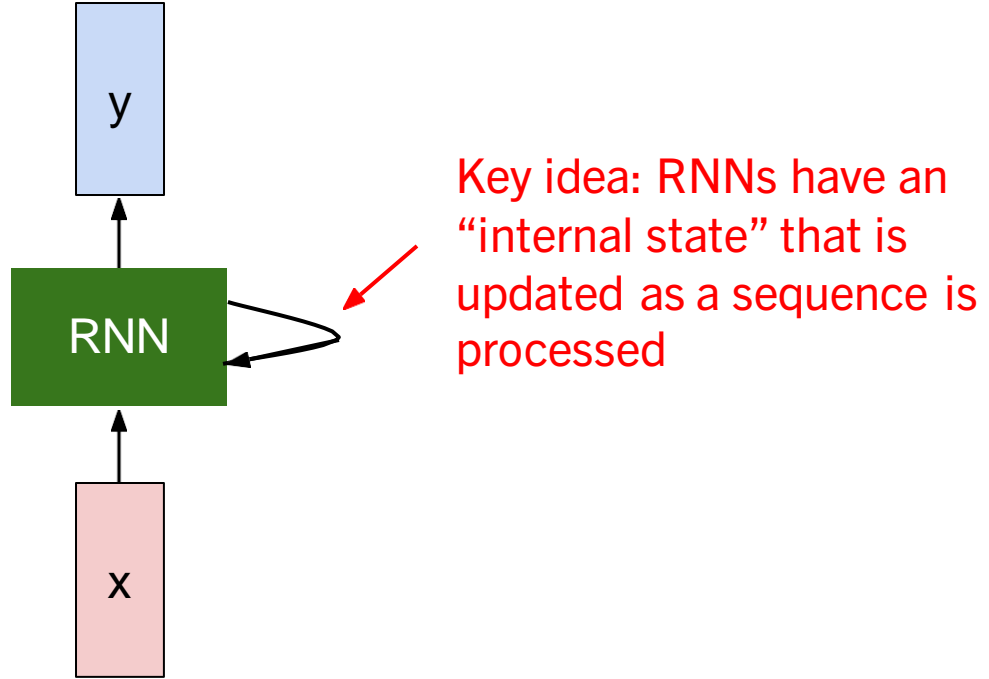 y
Key idea: RNNs have an
“internal state” that is
updated as a sequence is
processed
RNN
x